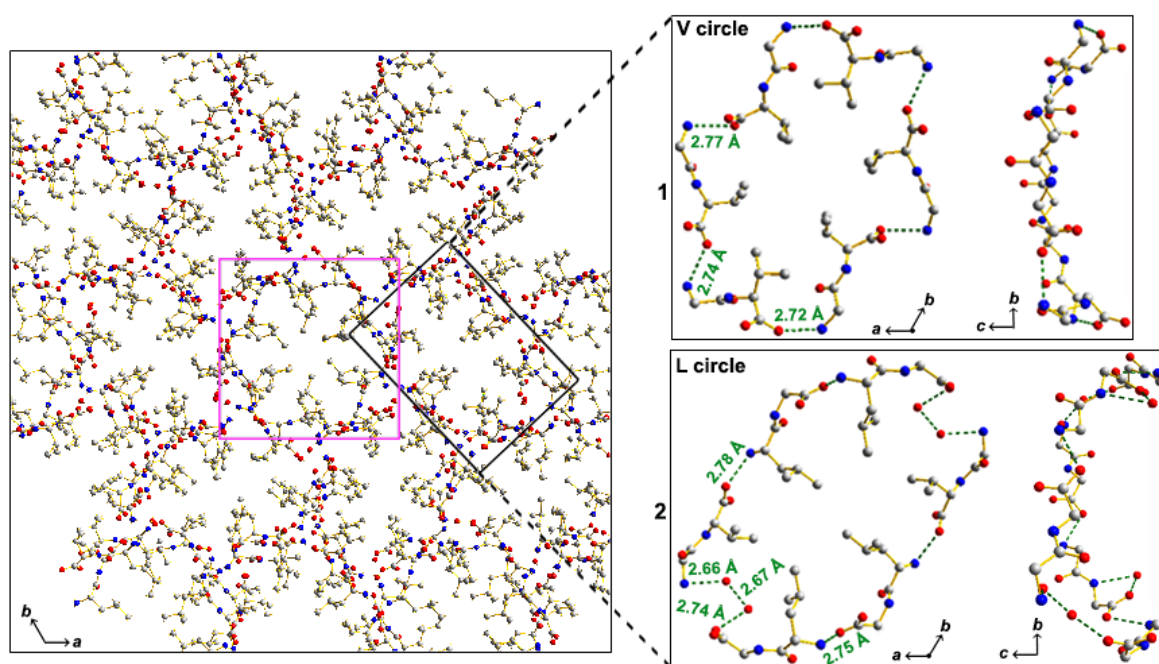 b
a
V circle
1
2.77 Å
2.74 Å
2.72 Å
b
a
b
c
L circle
2
2.78 Å
2.66 Å
2.67 Å
2.74 Å
2.75 Å
b
a
b
c